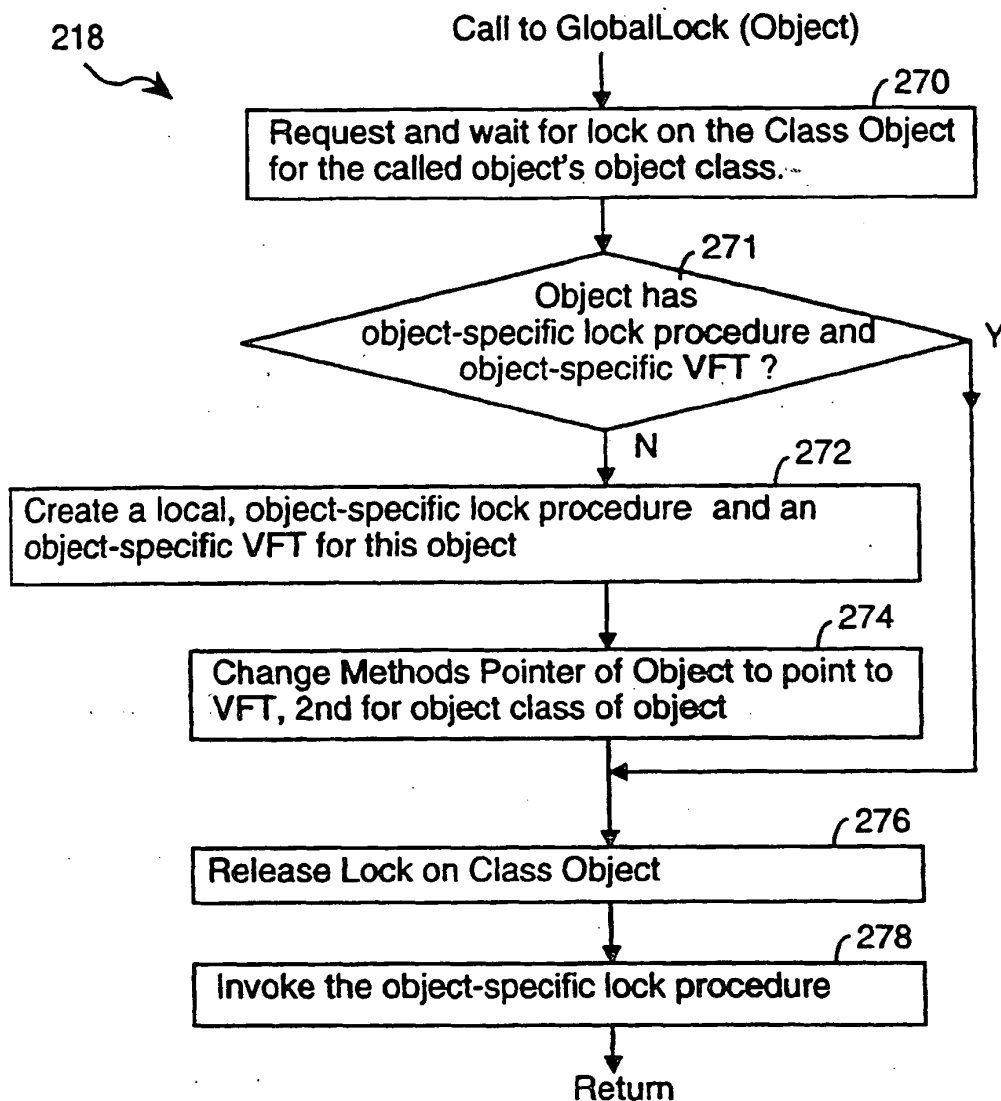 218
Call to GlobalLock (Object)
270
Request and wait for lock on the Class Object
for the called object's object class.
271
Object has
object-specific lock procedure and
object-specific VFT ?
Y
N
272
Create a local, object-specific lock procedure and an
object-specific VFT for this object
274
Change Methods Pointer of Object to point to
VFT, 2nd for object class of object
276
Release Lock on Class Object
278
Invoke the object-specific lock procedure
Return